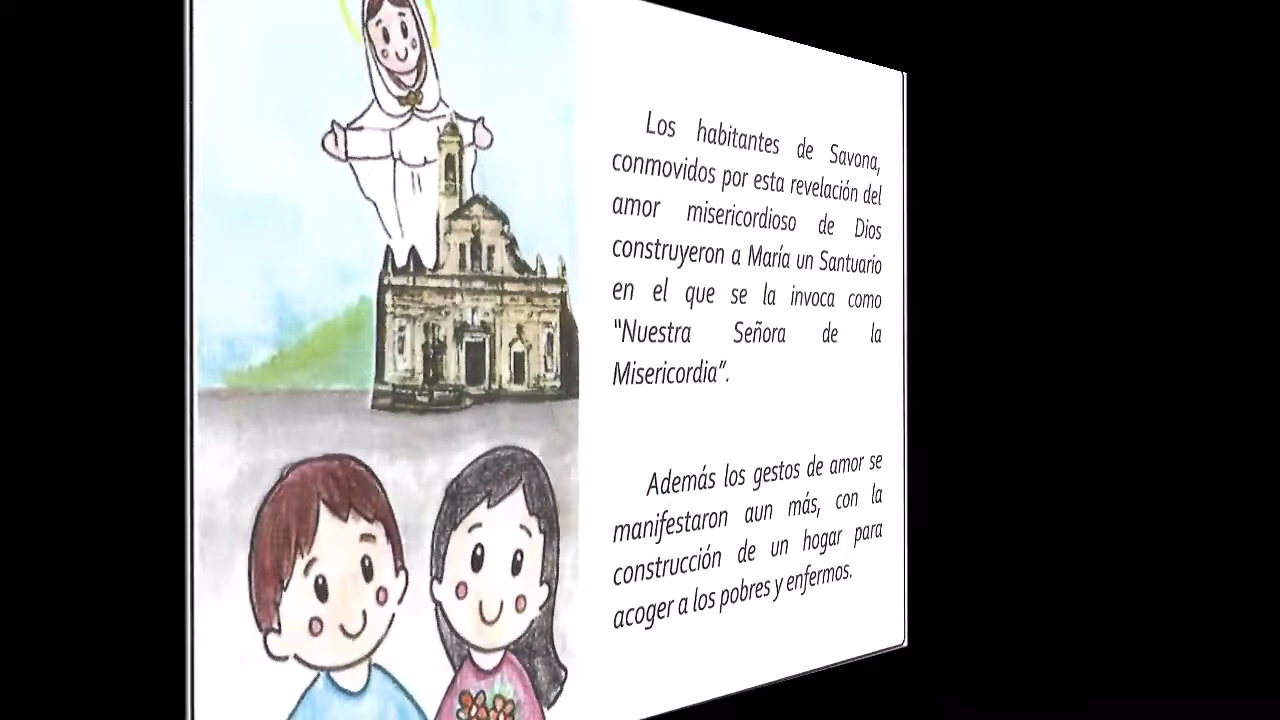 Los habitantes de Savona,
conmovidos por esta revelación del
amor misericordioso de Dios
construyeron a María un Santuario
en el que se la invoca como
"Nuestra Señora de la
Misericordia”.
Además los gestos de amor se
manifestaron aun más, con la
construcción de un hogar para
acoger a los pobres y enfermos.